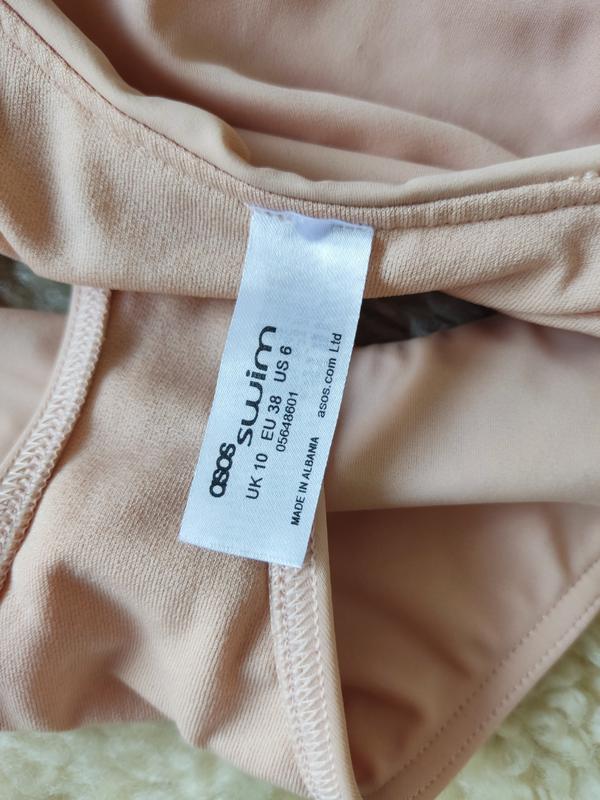 asos
swim
UK 10 EU 38 US 6
05648601
MADE IN ALBANIA asos.com Ltd